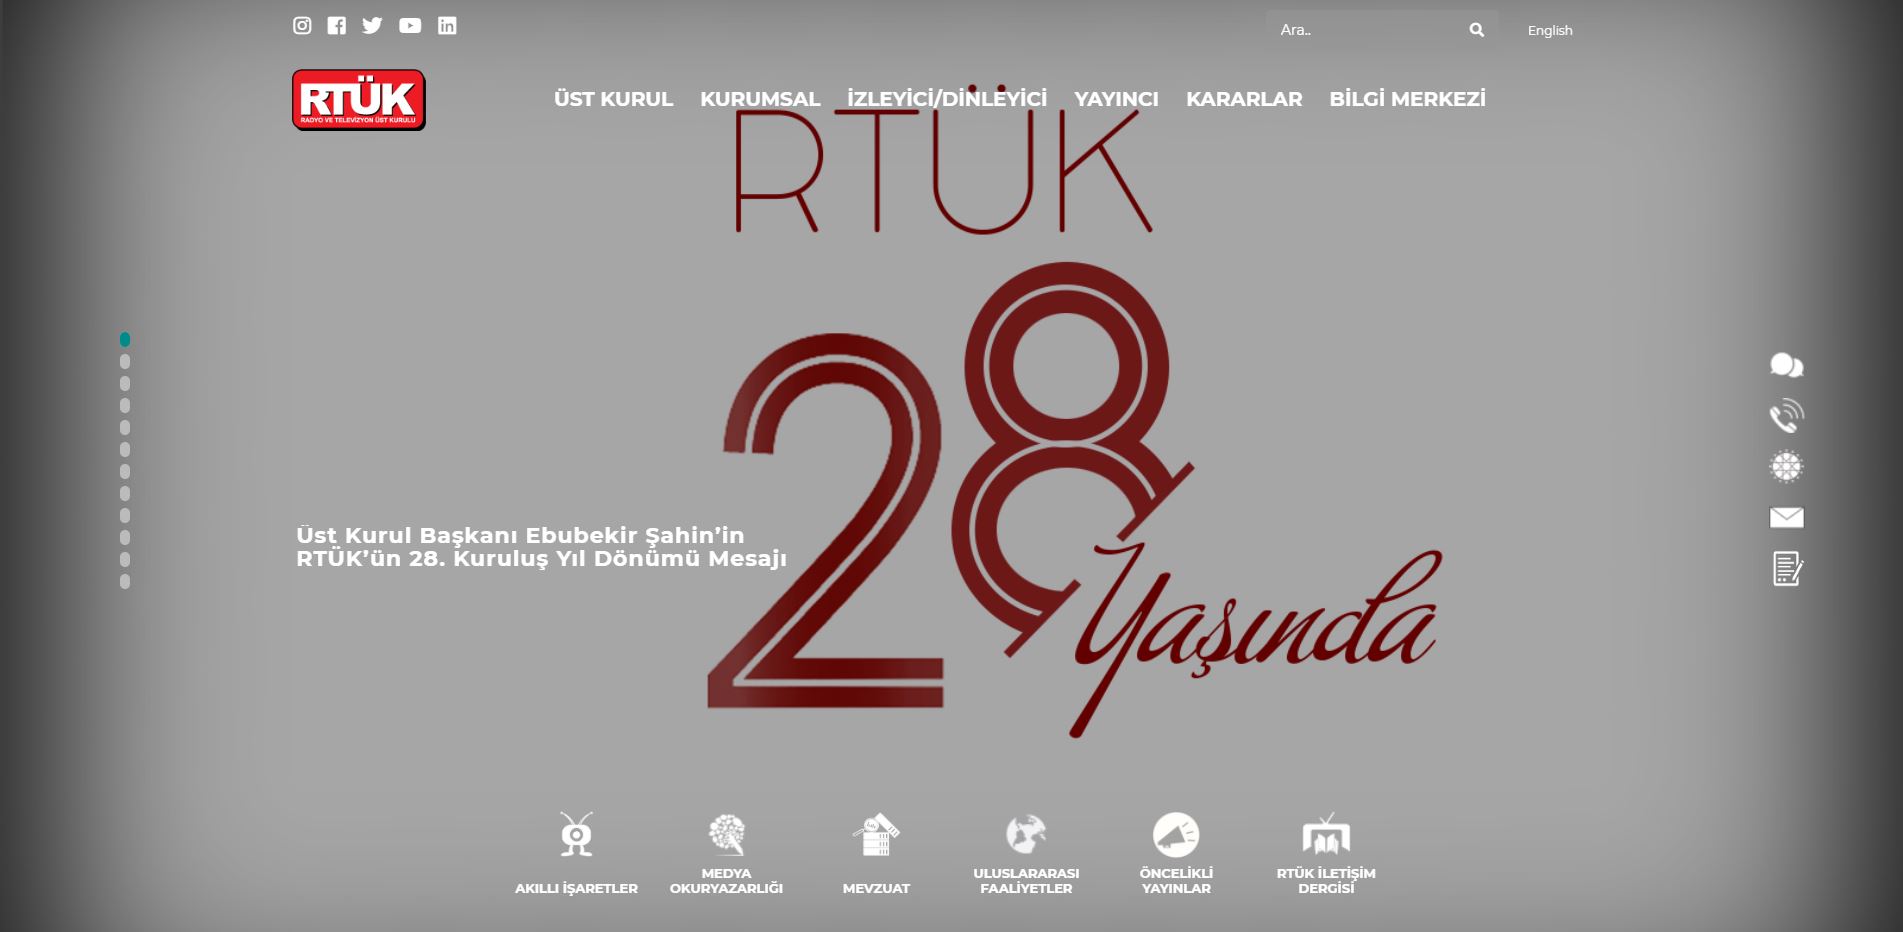 Ara..
English
RTÜK
RADYO VE TELEVİZYON ÜST KURULU
ÜST KURUL KURUMSAL İZLEYİCİ/DİNLEYİCİ YAYINCI KARARLAR BİLGİ MERKEZİ
RTÜK
28
Yaşında
Üst Kurul Başkanı Ebubekir Şahin’in
RTÜK’ün 28. Kuruluş Yıl Dönümü Mesajı
AKILLI İŞARETLER
MEDYA
OKURYAZARLIĞI
MEVZUAT
ULUSLARARASI
FAALİYETLER
ÖNCELİKLİ
YAYINLAR
RTÜK İLETİŞİM
DERGİSİ